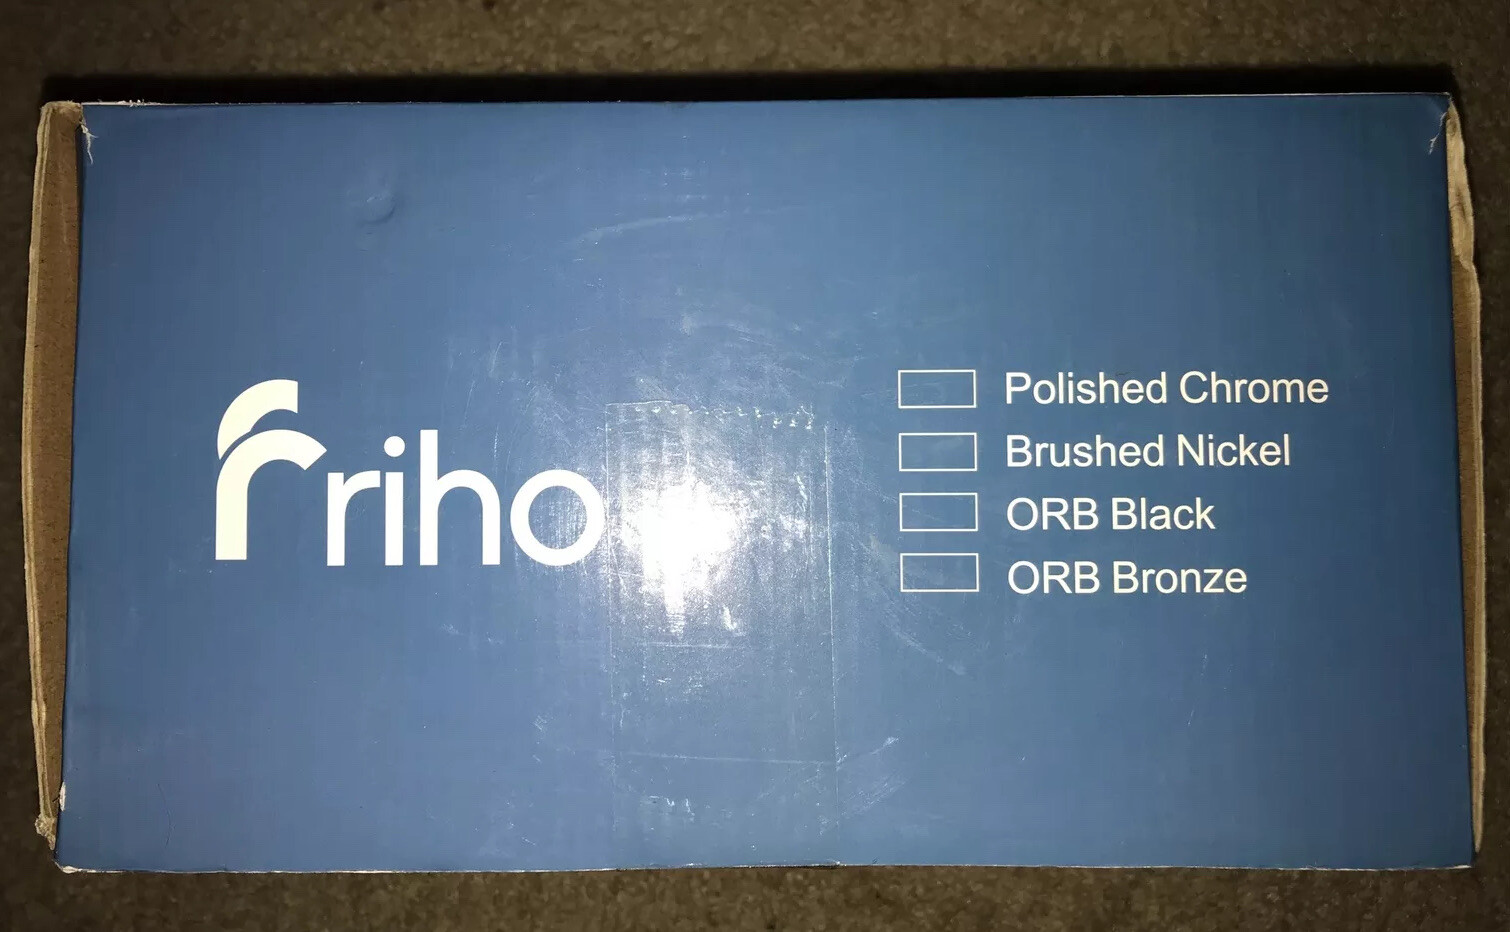 Friho
Polished Chrome
Brushed Nickel
ORB Black
ORB Bronze